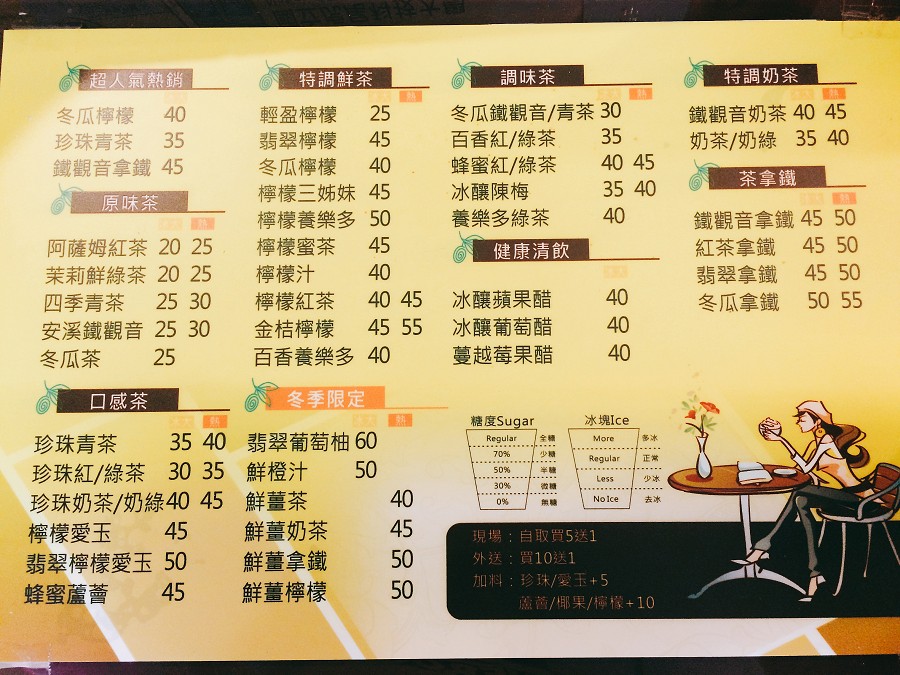 超人氣熱銷
冬瓜檸檬 40
珍珠青茶 35
鐵觀音拿鐵 45
原味茶
熱
阿薩姆紅茶 20 25
茉莉鮮綠茶 20 25
四季青茶 25 30
安溪鐵觀音 25 30
冬瓜茶 25
口感茶
熱
珍珠青茶 35 40
珍珠紅/綠茶 30 35
珍珠奶茶/奶綠 40 45
檸檬愛玉 45
翡翠檸檬愛玉 50
蜂蜜蘆薈 45
特調鮮茶
熱
輕盈檸檬 25
翡翠檸檬 45
冬瓜檸檬 40
檸檬三姊妹 45
檸檬養樂多 50
檸檬蜜茶 45
檸檬汁 40
檸檬紅茶 40 45
金桔檸檬 45 55
百香養樂多 40
冬季限定
熱
翡翠葡萄柚 60
鮮橙汁 50
鮮薑茶 40
鮮薑奶茶 45
鮮薑拿鐵 50
鮮薑檸檬 50
調味茶
熱
冬瓜鐵觀音/青茶 30
百香紅/綠茶 35
蜂蜜紅/綠茶 40 45
冰釀陳梅 35 40
養樂多綠茶 40
健康清飲
冰釀蘋果醋 40
冰釀葡萄醋 40
蔓越莓果醋 40
特調奶茶
熱
鐵觀音奶茶 40 45
奶茶/奶綠 35 40
茶拿鐵
熱
鐵觀音拿鐵 45 50
紅茶拿鐵 45 50
翡翠拿鐵 45 50
冬瓜拿鐵 50 55
糖度Sugar
Regular 全糖
70% 少糖
50% 半糖
30% 微糖
0% 無糖
冰塊Ice
More 多冰
Regular 正常
Less 少冰
No Ice 去冰
現場：自取買5送1
外送：買10送1
加料：珍珠/愛玉+5
蘆薈/椰果/檸檬+10